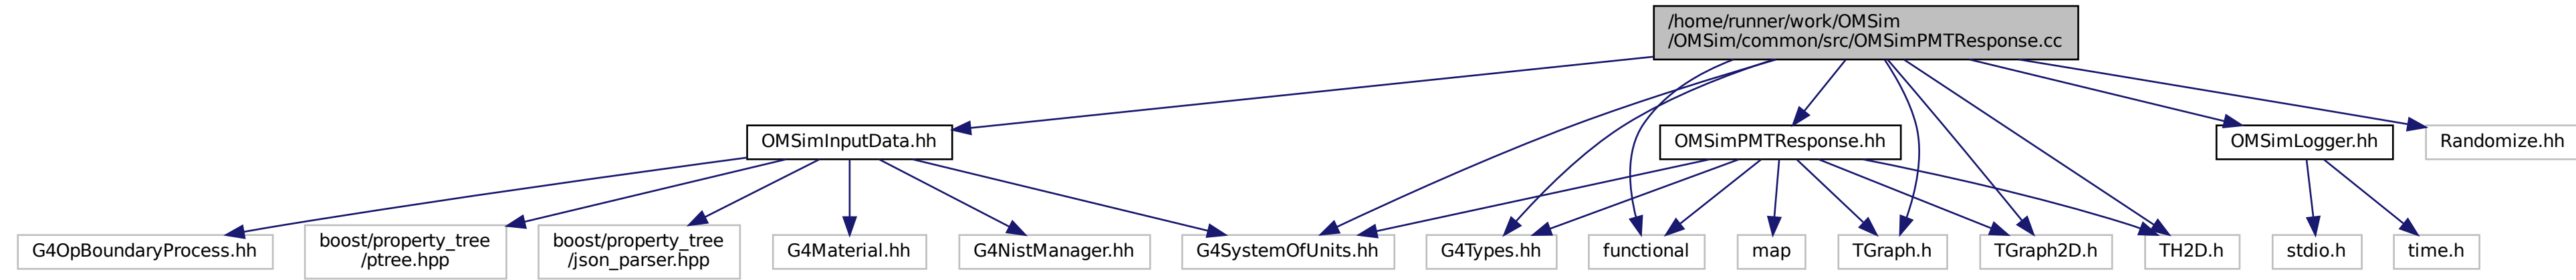 /home/runner/work/OMSim
/OMSim/common/src/OMSimPMTResponse.cc
OMSimInputData.hh
OMSimPMTResponse.hh
OMSimLogger.hh
Randomize.hh
G4OpBoundaryProcess.hh
boost/property_tree
/ptree.hpp
boost/property_tree
/json_parser.hpp
G4Material.hh
G4NistManager.hh
G4SystemOfUnits.hh
G4Types.hh
functional
map
TGraph.h
TGraph2D.h
TH2D.h
stdio.h
time.h